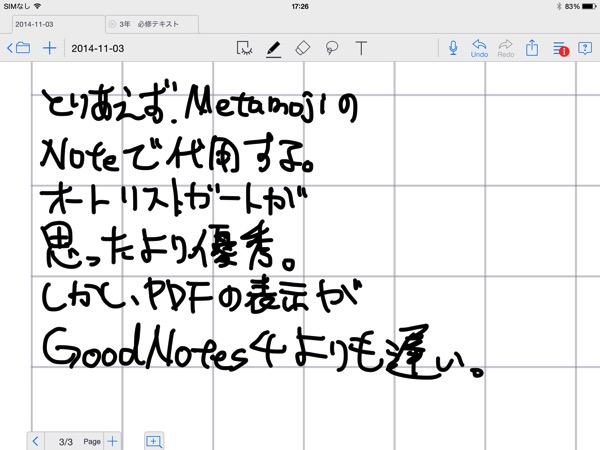 SIMなし 17:26 83%
2014-11-03 3年 必修テキスト
2014-11-03 T Undo Redo 1 ?
とりあえず、Metamojiの
Noteで代用する。
オートリストガートが
思ったより優秀。
しかし、PDFの表示が
GoodNotes4よりも遅い。
3/3 Page